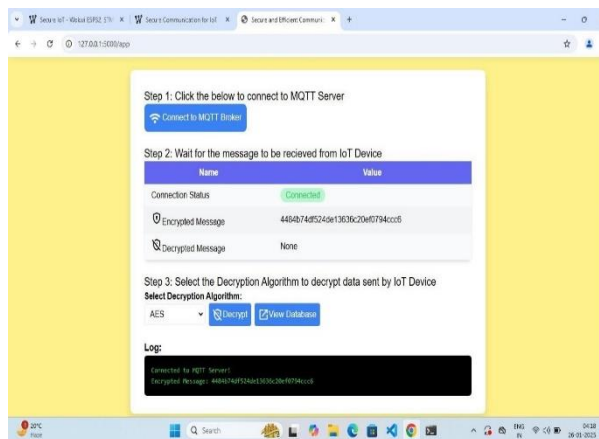 Secure IoT - Wokwi ESP32, STM
Secure Communication for IoT
Secure and Efficient Communic
127.0.0.1:5000/app
Step 1: Click the below to connect to MQTT Server
Connect to MQTT Broker
Step 2: Wait for the message to be recieved from IoT Device
Name Value
Connection Status Connected
Encrypted Message 4484b74df524de13636c20ef0794ccc6
Decrypted Message None
Step 3: Select the Decryption Algorithm to decrypt data sent by IoT Device
Select Decryption Algorithm:
AES Decrypt View Database
Log:
Connected to MQTT Server!
Encrypted Message: 4484b74df524de13636c20ef0794ccc6
20°C
Haze
Search
ENG
IN
04:18
26-01-2025